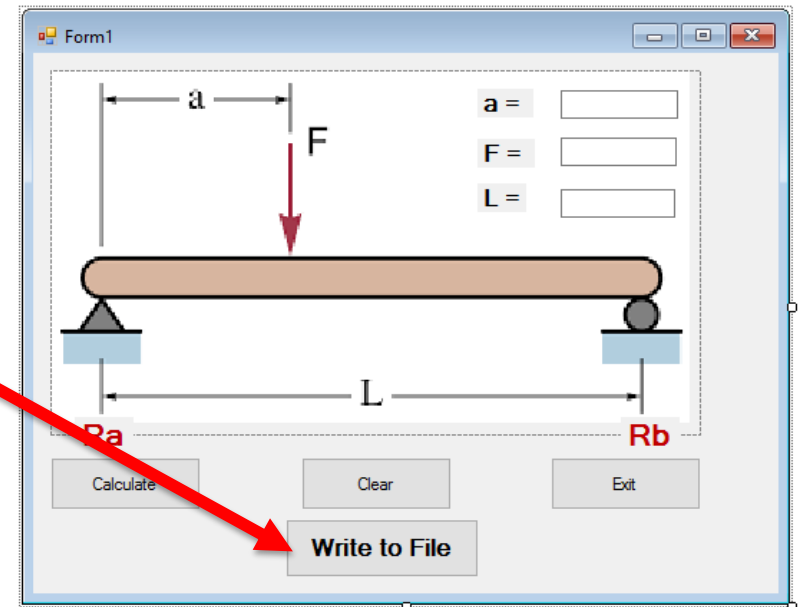 Form1
a
a =
F
F =
L =
L
Ra
Rb
Calculate
Clear
Exit
Write to File